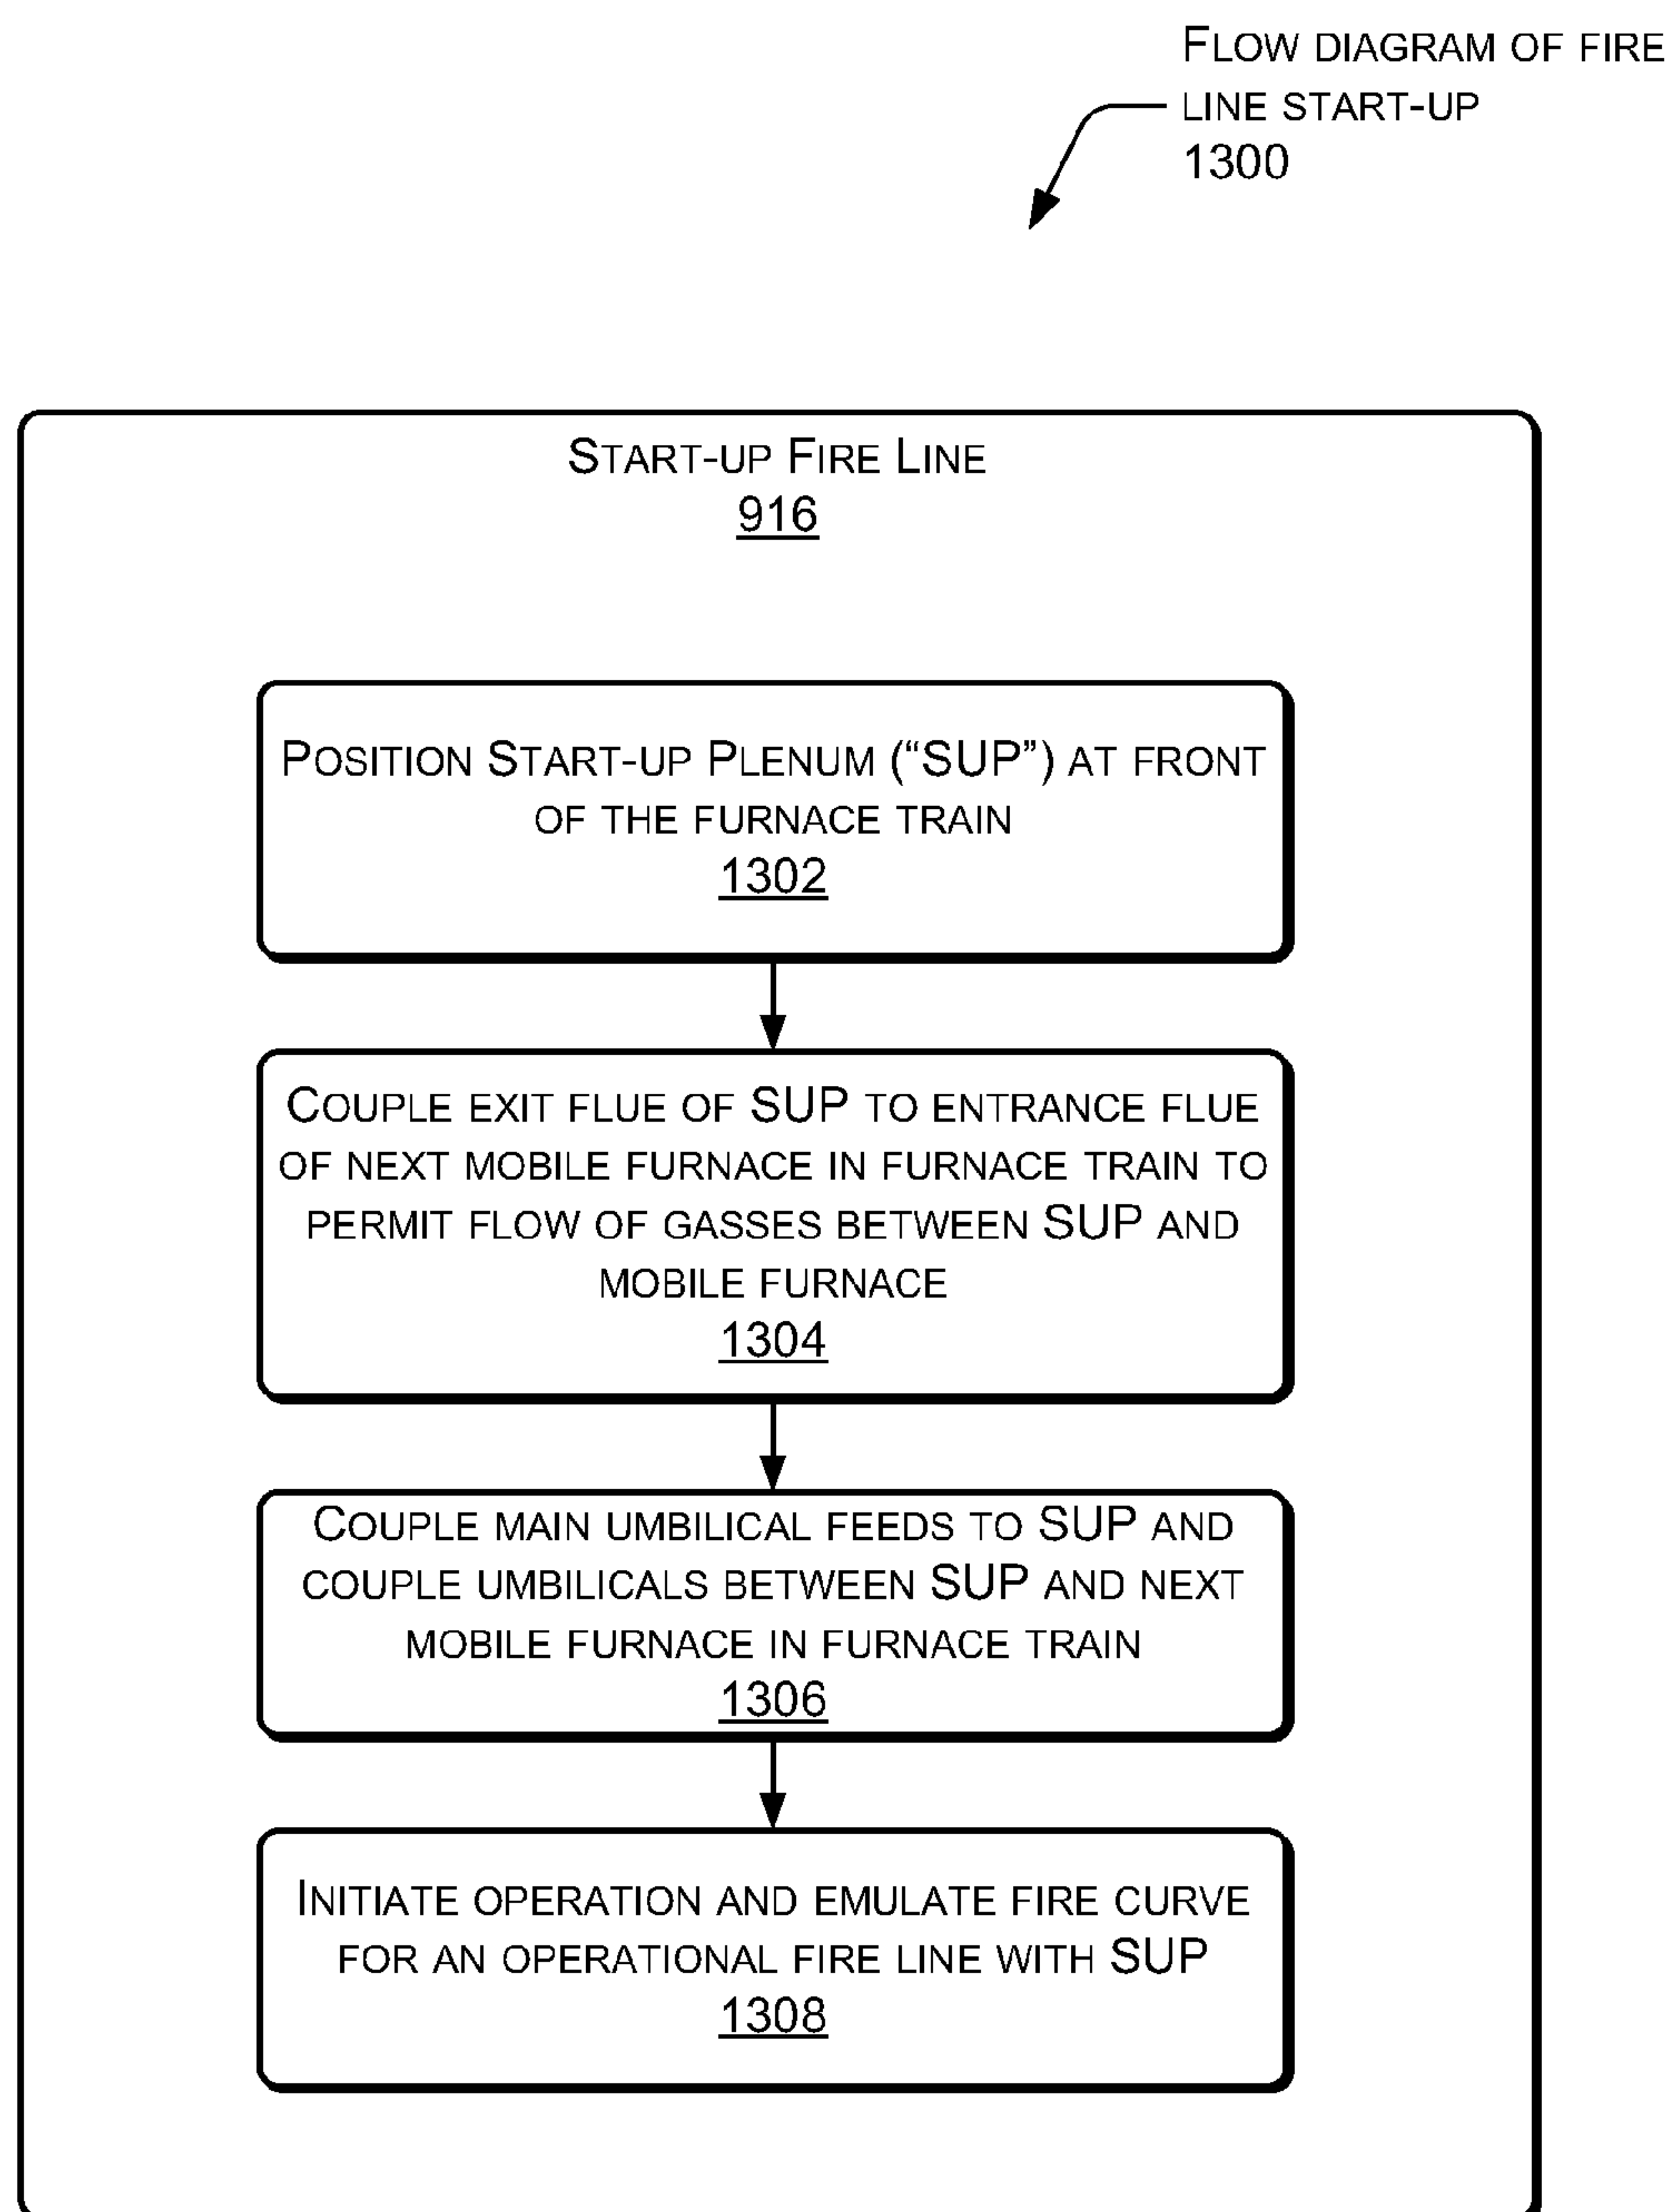 FLOW DIAGRAM OF FIRE
LINE START-UP
1300
START-UP FIRE LINE
916
POSITION START-UP PLENUM (“SUP”) AT FRONT
OF THE FURNACE TRAIN
1302
COUPLE EXIT FLUE OF SUP TO ENTRANCE FLUE
OF NEXT MOBILE FURNACE IN FURNACE TRAIN TO
PERMIT FLOW OF GASSES BETWEEN SUP AND
MOBILE FURNACE
1304
COUPLE MAIN UMBILICAL FEEDS TO SUP AND
COUPLE UMBILICALS BETWEEN SUP AND NEXT
MOBILE FURNACE IN FURNACE TRAIN
1306
INITIATE OPERATION AND EMULATE FIRE CURVE
FOR AN OPERATIONAL FIRE LINE WITH SUP
1308